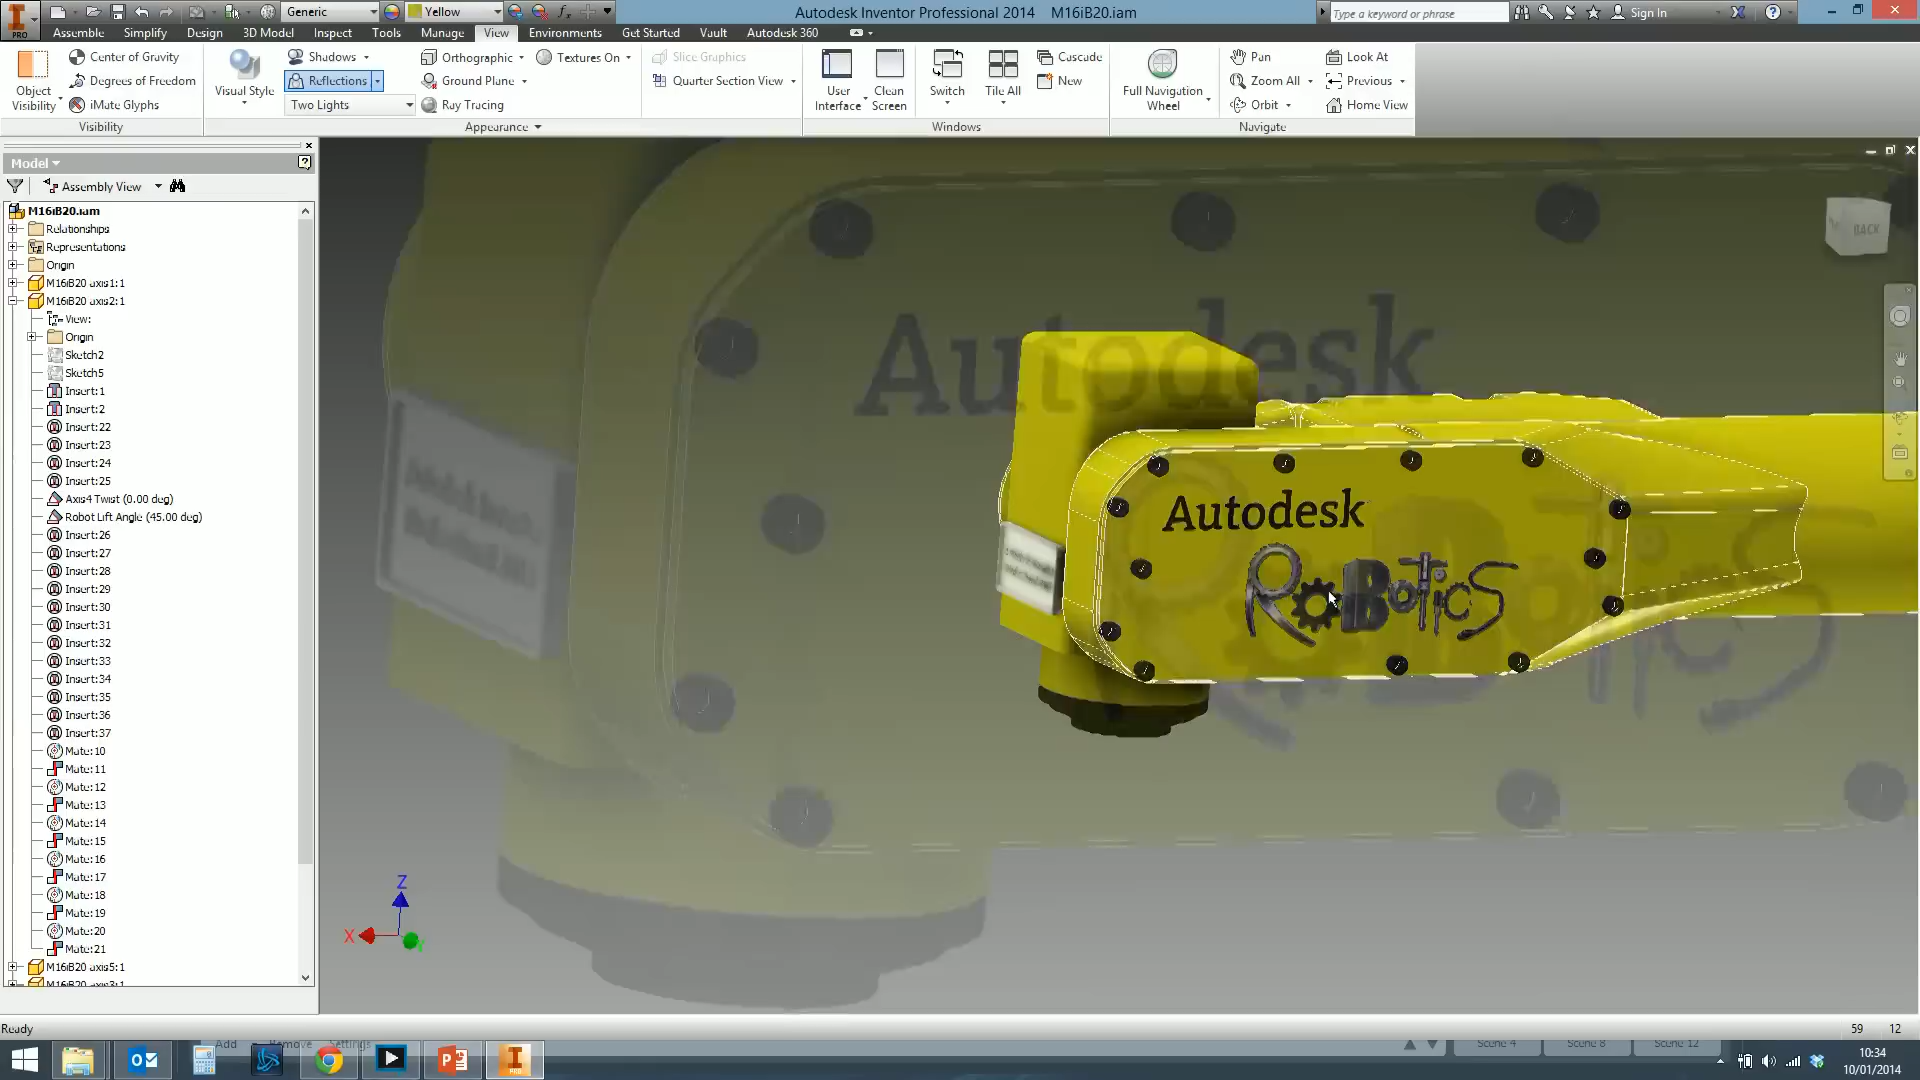 Generic
Yellow
Autodesk Inventor Professional 2014 M16iB20.iam
Type a keyword or phrase
Sign In
PRO
Assemble Simplify Design 3D Model Inspect Tools Manage View Environments Get Started Vault Autodesk 360
Object Visibility
Center of Gravity
Degrees of Freedom
iMate Glyphs
Visibility
Visual Style
Shadows
Reflections
Two Lights
Orthographic
Ground Plane
Ray Tracing
Textures On
Appearance
Slice Graphics
Quarter Section View
User Interface
Clean Screen
Switch
Tile All
Cascade
New
Windows
Full Navigation Wheel
Pan
Zoom All
Orbit
Look At
Previous
Home View
Navigate
Model
Assembly View
M16iB20.iam
Relationships
Representations
Origin
M16iB20 axis1:1
M16iB20 axis2:1
View:
Origin
Sketch2
Sketch5
Insert:1
Insert:2
Insert:22
Insert:23
Insert:24
Insert:25
Axis4 Twist (0.00 deg)
Robot Lift Angle (45.00 deg)
Insert:26
Insert:27
Insert:28
Insert:29
Insert:30
Insert:31
Insert:32
Insert:33
Insert:34
Insert:35
Insert:36
Insert:37
Mate:10
Mate:11
Mate:12
Mate:13
Mate:14
Mate:15
Mate:16
Mate:17
Mate:18
Mate:19
Mate:20
Mate:21
M16iB20 axis5:1
M16iB20 axis3:1
BACK
Autodesk
Autodesk
RoBoticS
Z
X
Y
Ready
59 12
Add Remove Settings
Scene 4 Scene 8 Scene 12
PRO
10:34
10/01/2014